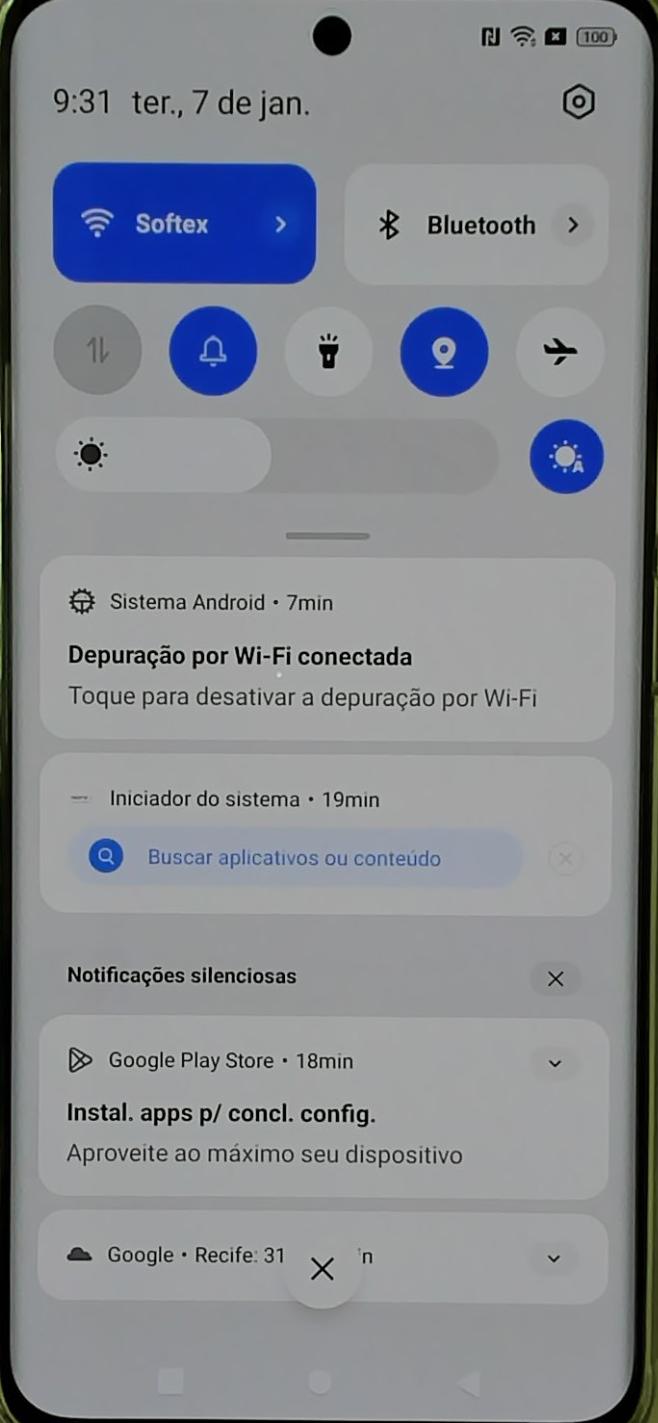 100
9:31 ter., 7 de jan.
Softex
Bluetooth
A
Sistema Android • 7min
Depuração por Wi-Fi conectada
Toque para desativar a depuração por Wi-Fi
Iniciador do sistema • 19min
Buscar aplicativos ou conteúdo
Notificações silenciosas
Google Play Store • 18min
Instal. apps p/ concl. config.
Aproveite ao máximo seu dispositivo
Google • Recife: 31